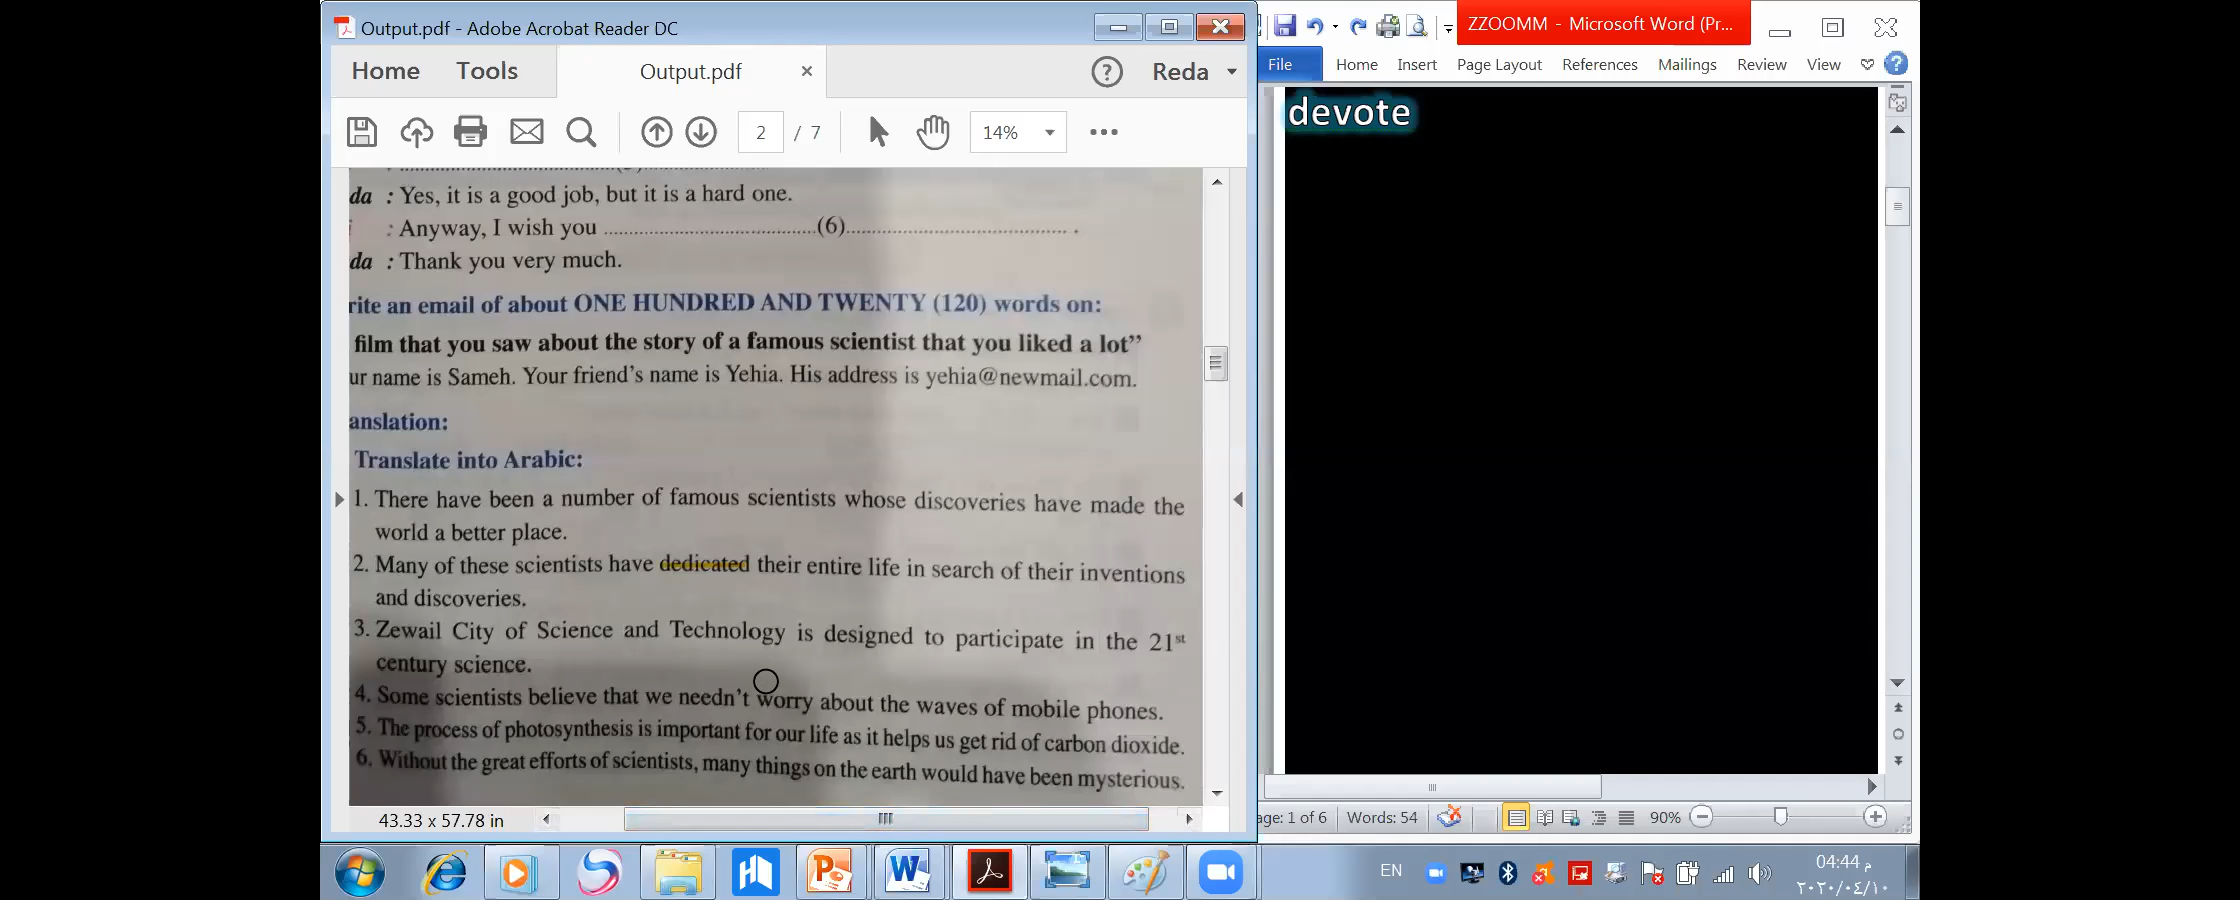 Output.pdf - Adobe Acrobat Reader DC
Home Tools Output.pdf × ? Reda
2 / 7 14%
da : Yes, it is a good job, but it is a hard one.
: Anyway, I wish you ......................................(6)........................................ .
da : Thank you very much.
rite an email of about ONE HUNDRED AND TWENTY (120) words on:
film that you saw about the story of a famous scientist that you liked a lot”
ur name is Sameh. Your friend’s name is Yehia. His address is yehia@newmail.com.
anslation:
Translate into Arabic:
1. There have been a number of famous scientists whose discoveries have made the
world a better place.
2. Many of these scientists have dedicated their entire life in search of their inventions
and discoveries.
3. Zewail City of Science and Technology is designed to participate in the 21st
century science.
4. Some scientists believe that we needn’t worry about the waves of mobile phones.
5. The process of photosynthesis is important for our life as it helps us get rid of carbon dioxide.
6. Without the great efforts of scientists, many things on the earth would have been mysterious.
43.33 x 57.78 in
ZZOOMM - Microsoft Word (Pr...
File Home Insert Page Layout References Mailings Review View
devote
age: 1 of 6 Words: 54 90%
EN
04:44 م
٢٠٢٠/٠٤/١٠